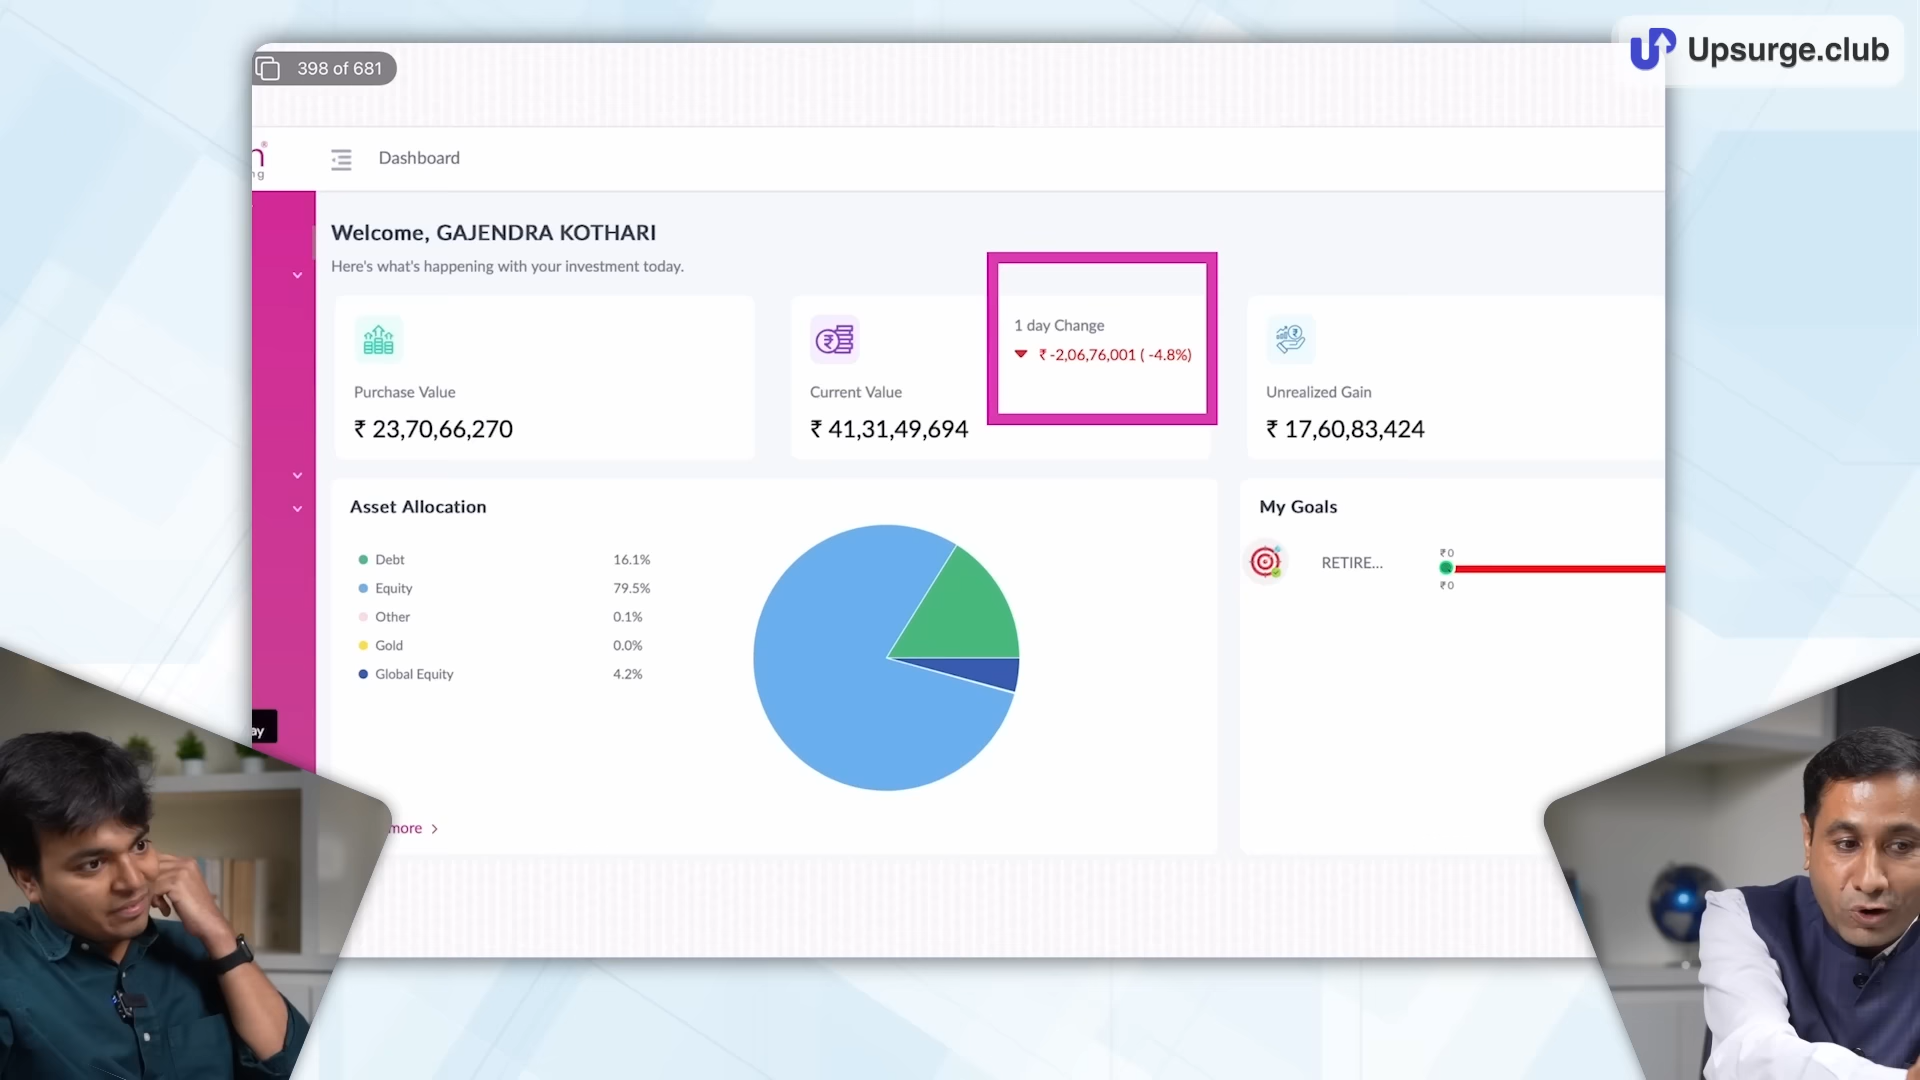 Upsurge.club
398 of 681
Dashboard
Welcome, GAJENDRA KOTHARI
Here's what's happening with your investment today.
Purchase Value
₹ 23,70,66,270
1 day Change
₹ -2,06,76,001 ( -4.8%)
Current Value
₹ 41,31,49,694
Unrealized Gain
₹ 17,60,83,424
Asset Allocation
Debt 16.1%
Equity 79.5%
Other 0.1%
Gold 0.0%
Global Equity 4.2%
more
My Goals
RETIRE...
₹0
₹0